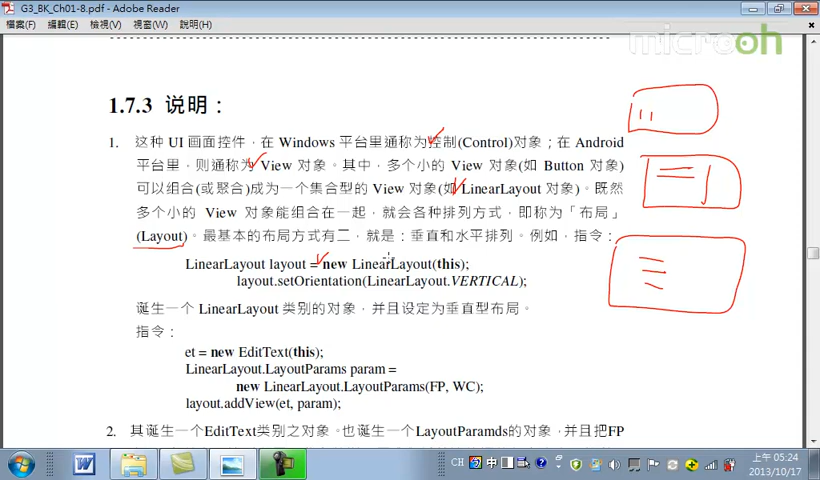 G3_BK_Ch01-8.pdf - Adobe Reader
檔案(F) 編輯(E) 檢視(V) 視窗(W) 說明(H)
microoh
1.7.3 说明：
1. 这种 UI 画面控件，在 Windows 平台里通称为控制(Control)对象；在 Android
平台里，则通称为 View 对象。其中，多个小的 View 对象(如 Button 对象)
可以组合(或聚合)成为一个集合型的 View 对象(如 LinearLayout 对象)。既然
多个小的 View 对象能组合在一起，就会各种排列方式，即称为「布局」
(Layout)。最基本的布局方式有二，就是：垂直和水平排列。例如，指令：
LinearLayout layout = new LinearLayout(this);
layout.setOrientation(LinearLayout.VERTICAL);
诞生一个 LinearLayout 类别的对象，并且设定为垂直型布局。
指令：
et = new EditText(this);
LinearLayout.LayoutParams param =
new LinearLayout.LayoutParams(FP, WC);
layout.addView(et, param);
2. 其诞生一个EditText类别之对象。也诞生一个LayoutParamds的对象，并且把FP
CH 中
上午 05:24
2013/10/17